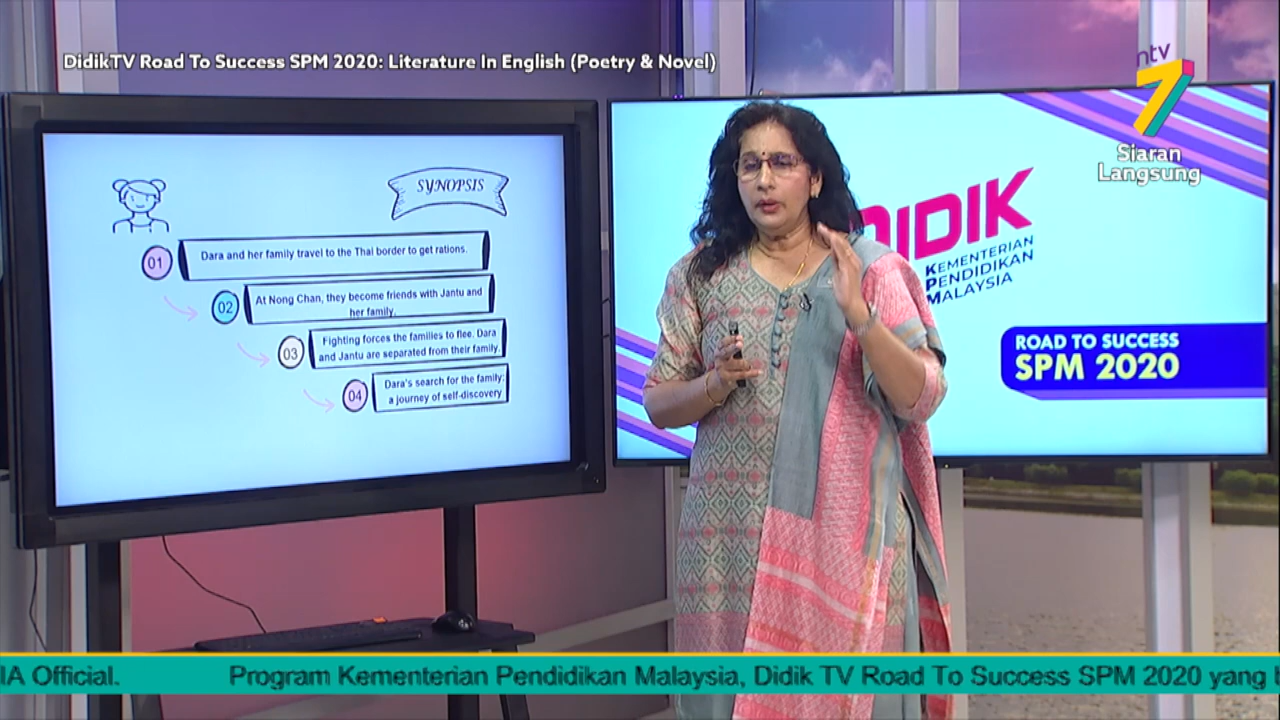 DidikTV Road To Success SPM 2020: Literature In English (Poetry & Novel)
ntv
7
Siaran
Langsung
SYNOPSIS
01
Dara and her family travel to the Thai border to get rations.
02
At Nong Chan, they become friends with Jantu and
her family.
03
Fighting forces the families to flee. Dara
and Jantu are separated from their family.
04
Dara's search for the family:
a journey of self-discovery
DIDIK
KEMENTERIAN
PENDIDIKAN
MALAYSIA
ROAD TO SUCCESS
SPM 2020
IA Official. Program Kementerian Pendidikan Malaysia, Didik TV Road To Success SPM 2020 yang